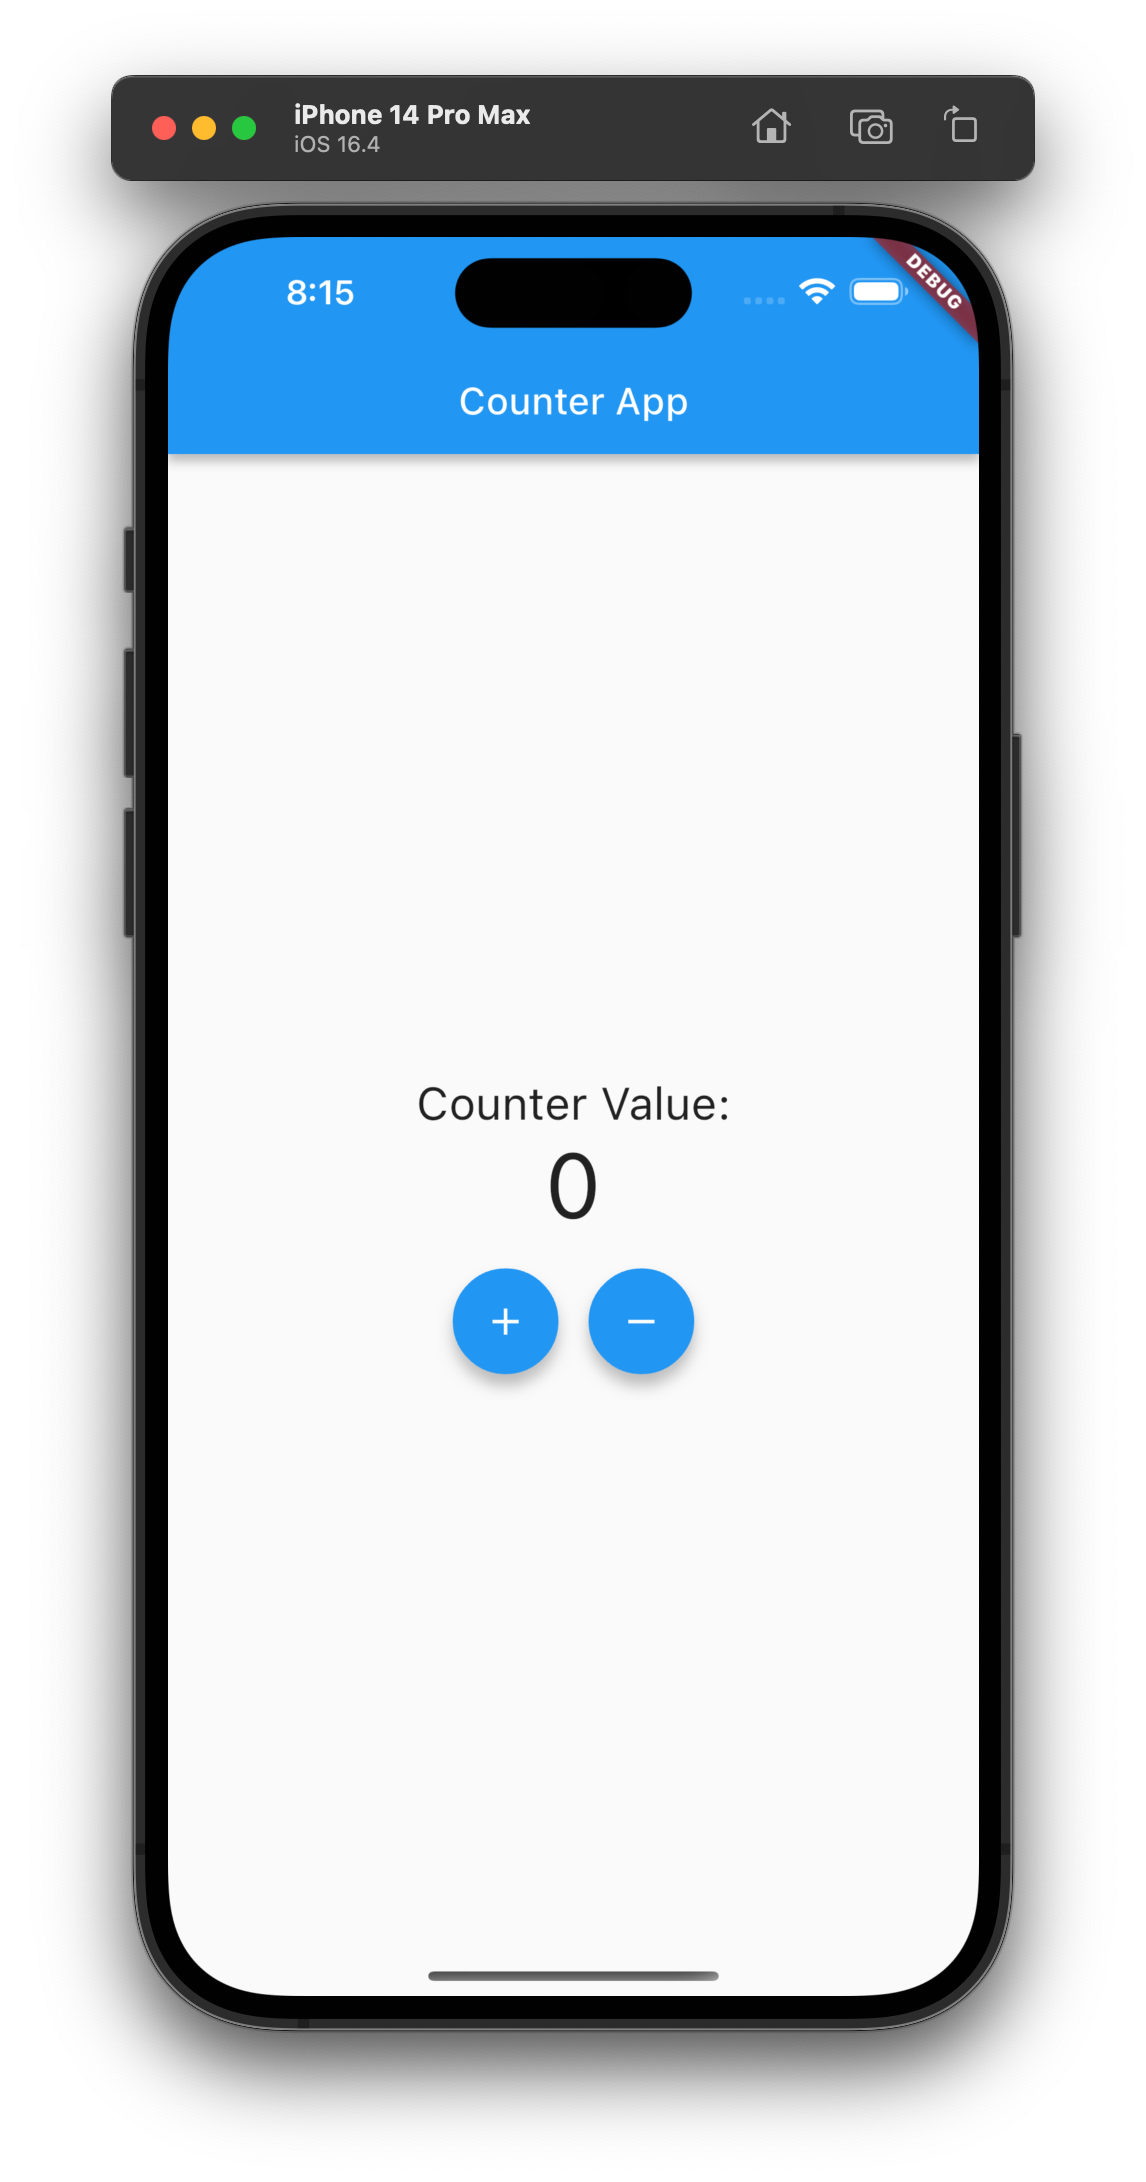 iPhone 14 Pro Max
iOS 16.4
8:15
DEBUG
Counter App
Counter Value:
0
+ −